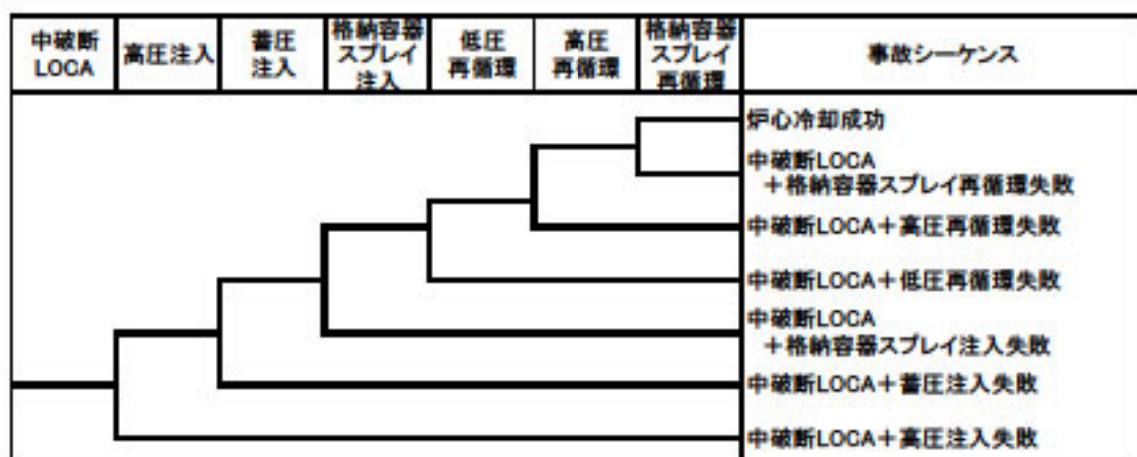 中破断
LOCA
高圧注入
蓄圧
注入
格納容器
スプレイ
注入
低圧
再循環
高圧
再循環
格納容器
スプレイ
再循環
事故シーケンス
炉心冷却成功
中破断LOCA
＋格納容器スプレイ再循環失敗
中破断LOCA＋高圧再循環失敗
中破断LOCA＋低圧再循環失敗
中破断LOCA
＋格納容器スプレイ注入失敗
中破断LOCA＋蓄圧注入失敗
中破断LOCA＋高圧注入失敗